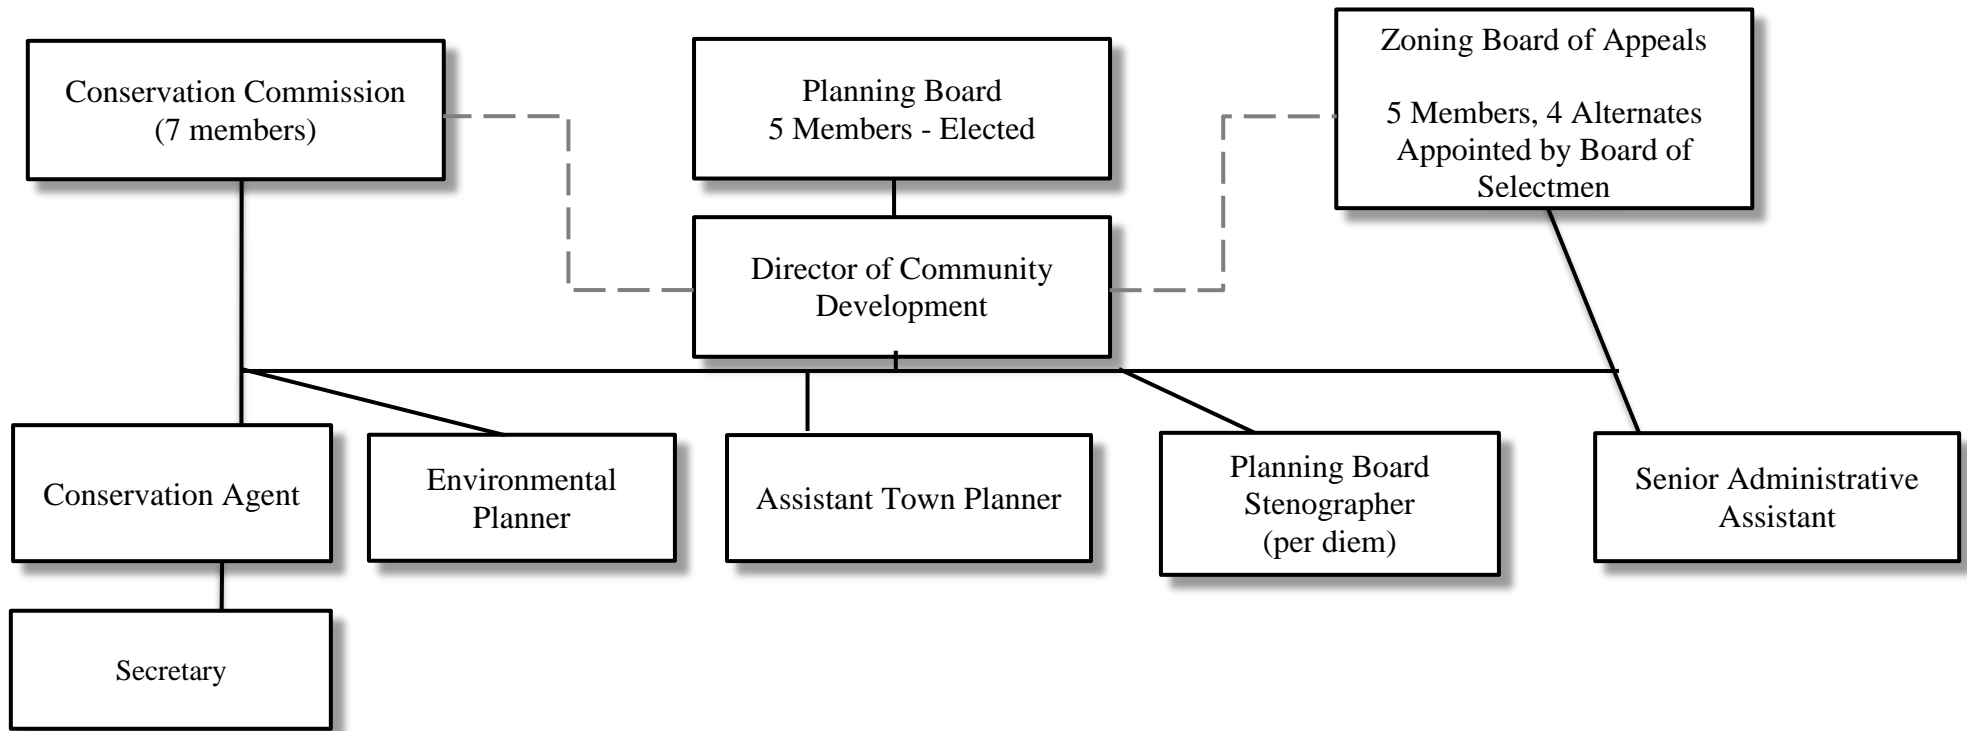 Conservation Commission
(7 members)
Planning Board
5 Members - Elected
Zoning Board of Appeals
5 Members, 4 Alternates
Appointed by Board of
Selectmen
Director of Community
Development
Conservation Agent
Environmental
Planner
Assistant Town Planner
Planning Board
Stenographer
(per diem)
Senior Administrative
Assistant
Secretary